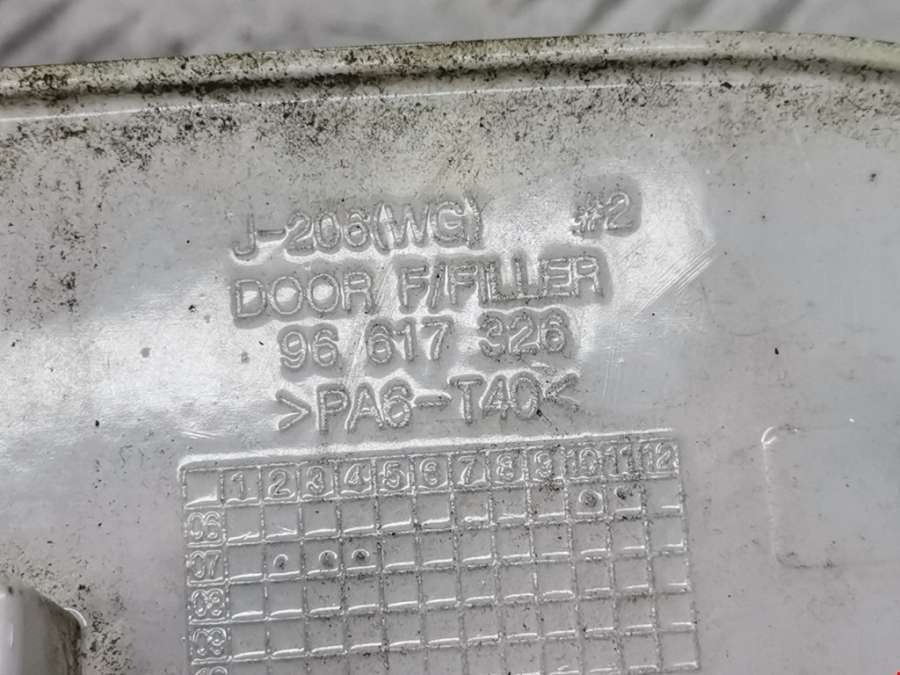 J-206(WG) #2
DOOR F/FILLER
96 617 326
>PA6-T40<
1 2 3 4 5 6 7 8 9 10 11 12
06
07
08
09